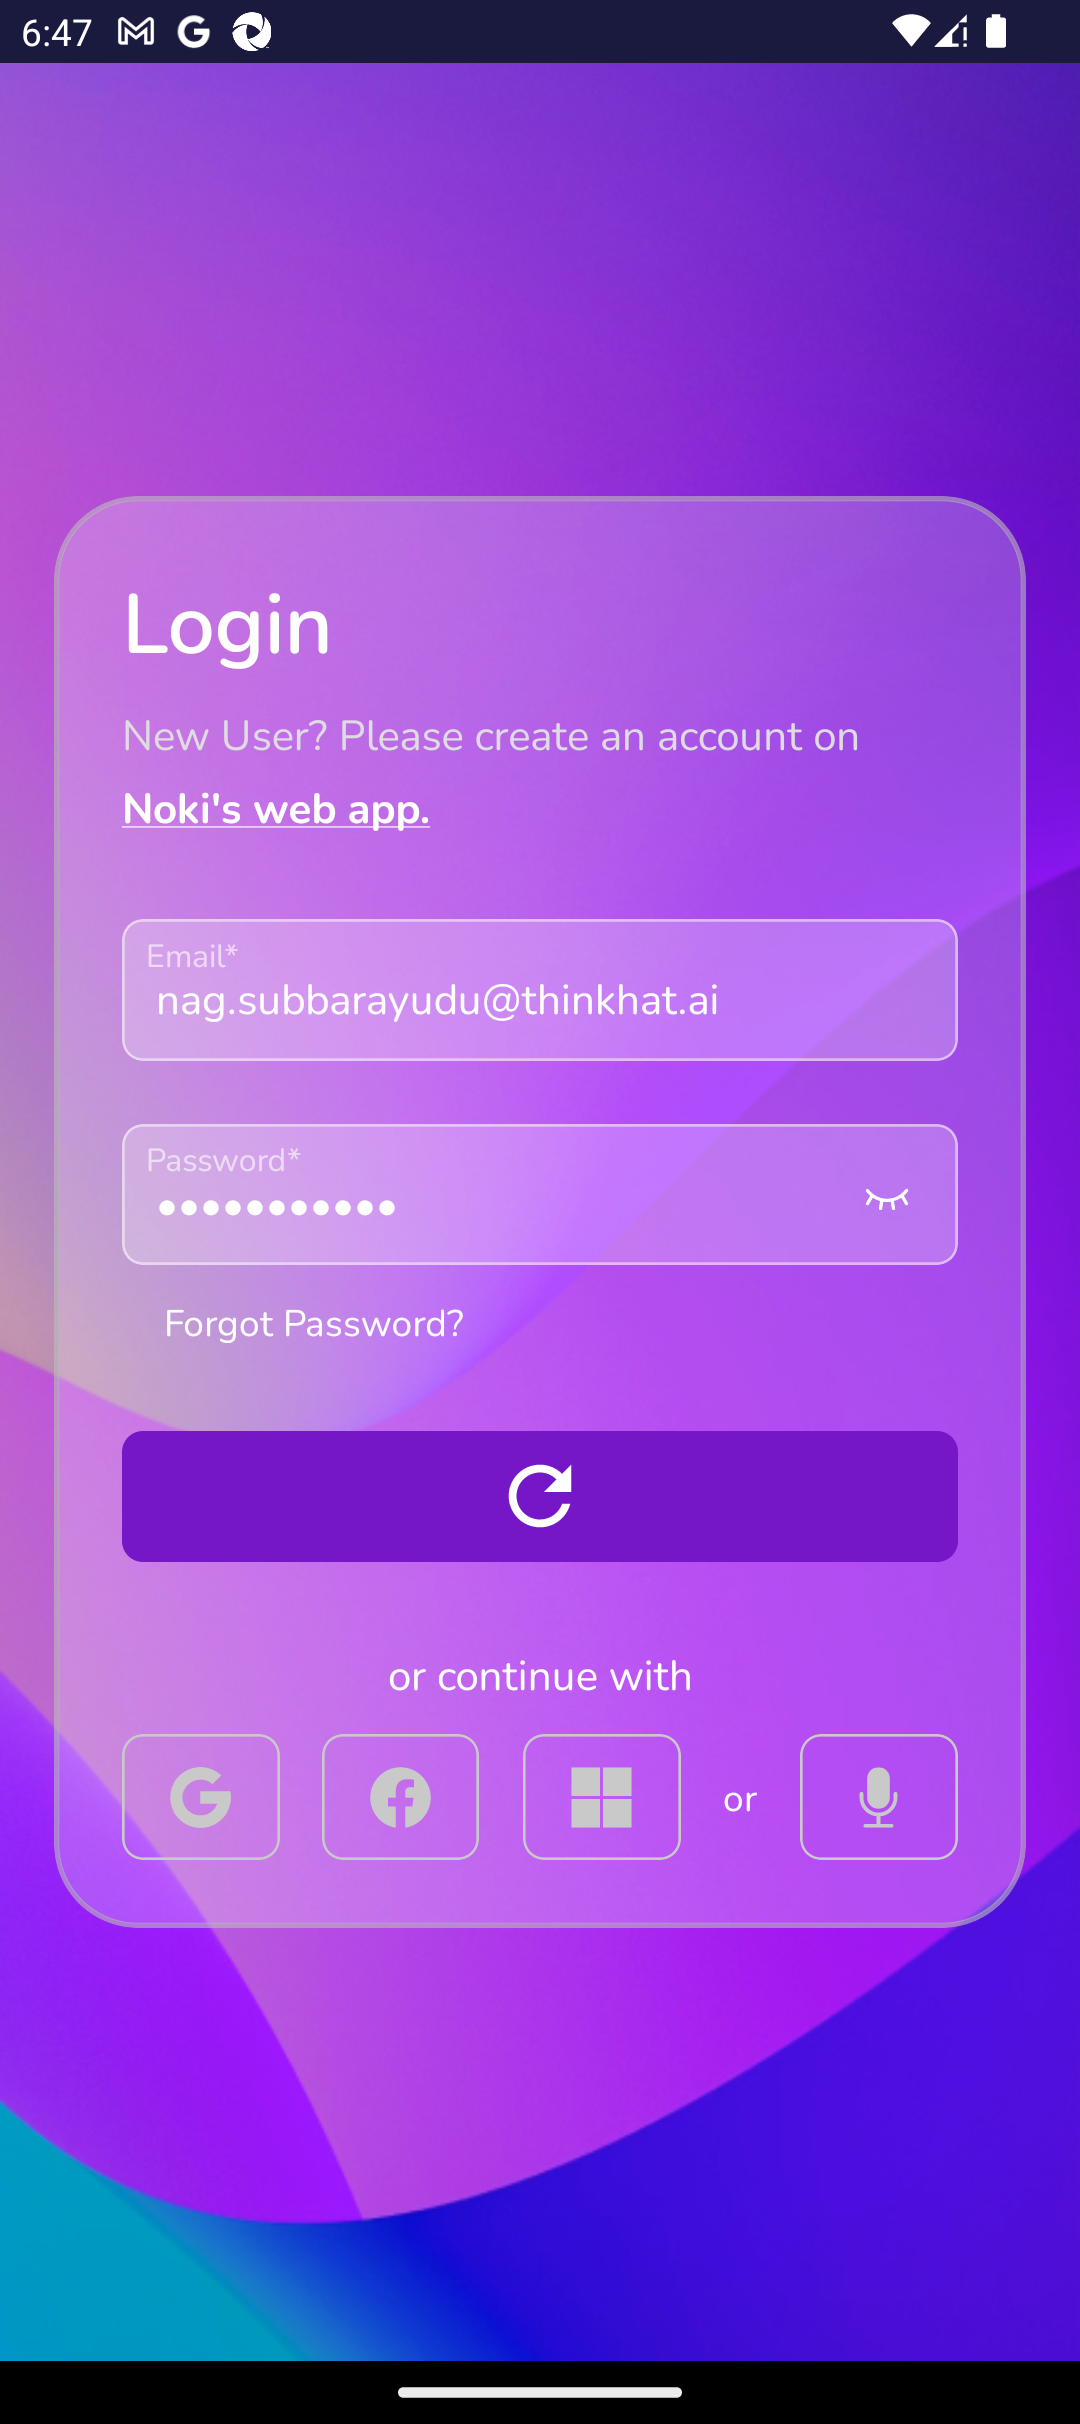 6:47
Login
New User? Please create an account on
Noki's web app.
Email*
nag.subbarayudu@thinkhat.ai
Password*
•••••••••••
Forgot Password?
or continue with
or